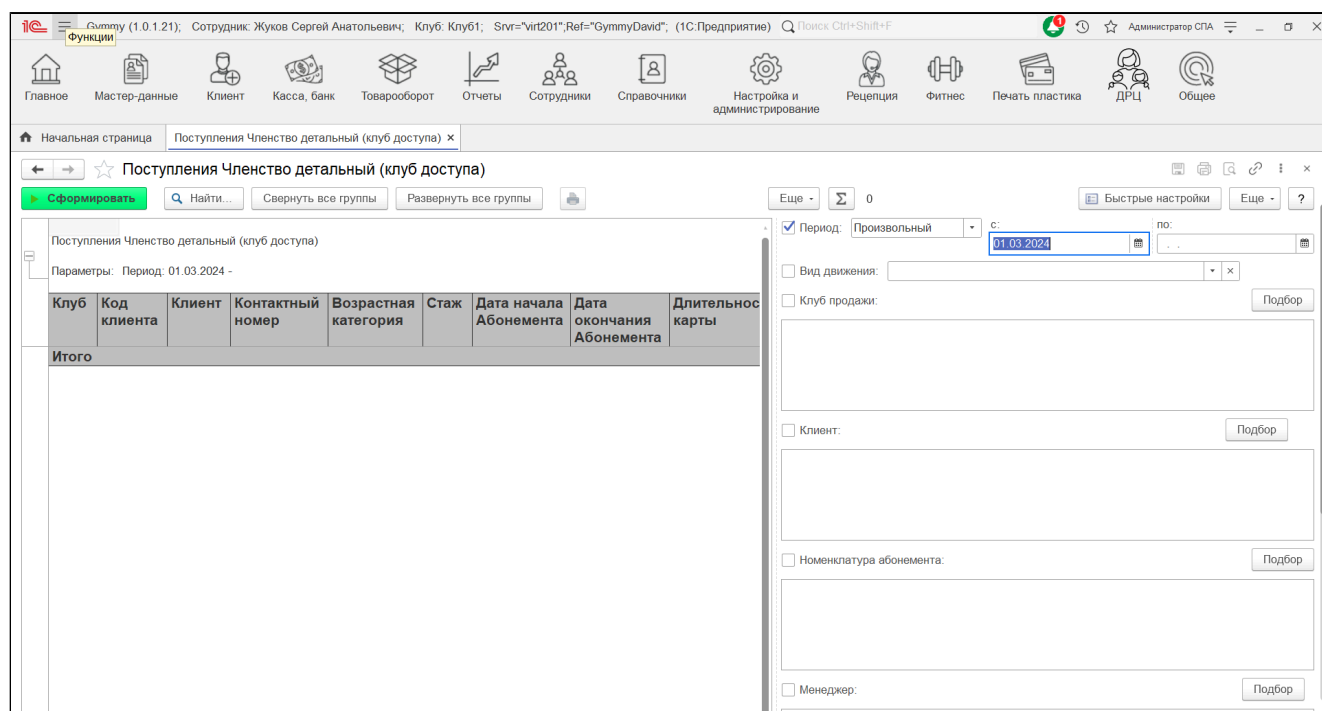 1С Gymmy (1.0.1.21); Сотрудник: Жуков Сергей Анатольевич; Клуб: Клуб1; Srvr="virt201";Ref="GymmyDavid"; (1С:Предприятие) Поиск Ctrl+Shift+F 1 Администратор СПА
Функции
Главное Мастер-данные Клиент Касса, банк Товарооборот Отчеты Сотрудники Справочники Настройка и администрирование Рецепция Фитнес Печать пластика ДРЦ Общее
Начальная страница Поступления Членство детальный (клуб доступа) ×
Поступления Членство детальный (клуб доступа)
Сформировать Найти... Свернуть все группы Развернуть все группы Еще Σ 0 Быстрые настройки Еще ?
Поступления Членство детальный (клуб доступа)
Параметры: Период: 01.03.2024 -
Клуб Код клиента Клиент Контактный номер Возрастная категория Стаж Дата начала Абонемента Дата окончания Абонемента Длительнос карты
Итого
Период: Произвольный с: 01.03.2024 по: . .
Вид движения:
Клуб продажи: Подбор
Клиент: Подбор
Номенклатура абонемента: Подбор
Менеджер: Подбор